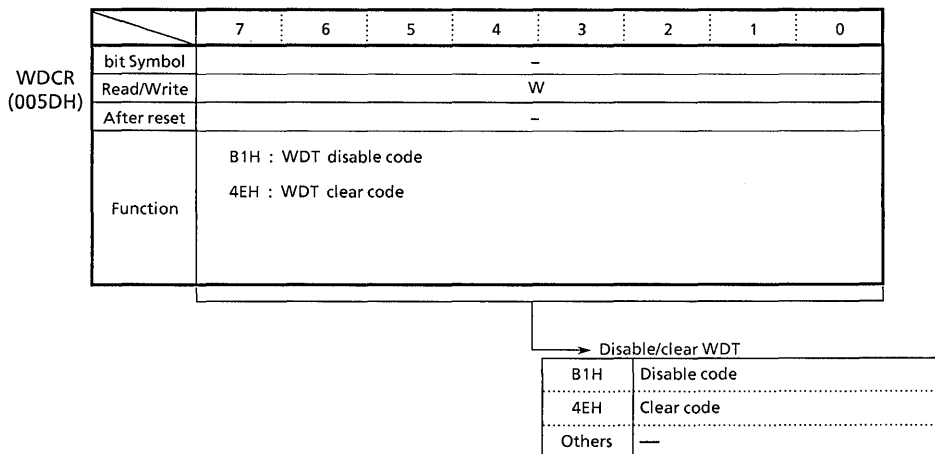 7 6 5 4 3 2 1 0
WDCR
(005DH)
bit Symbol –
Read/Write W
After reset –
Function
B1H : WDT disable code
4EH : WDT clear code
Disable/clear WDT
B1H Disable code
4EH Clear code
Others —